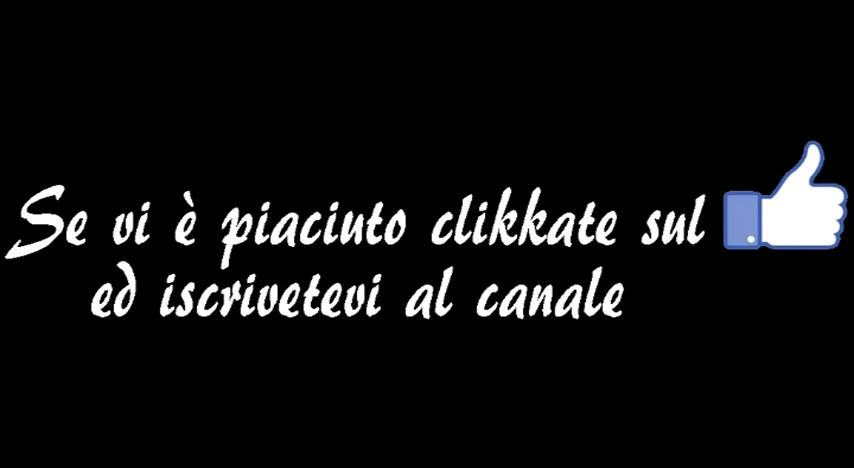 Se vi è piaciuto clikkate sul
ed iscrivetevi al canale